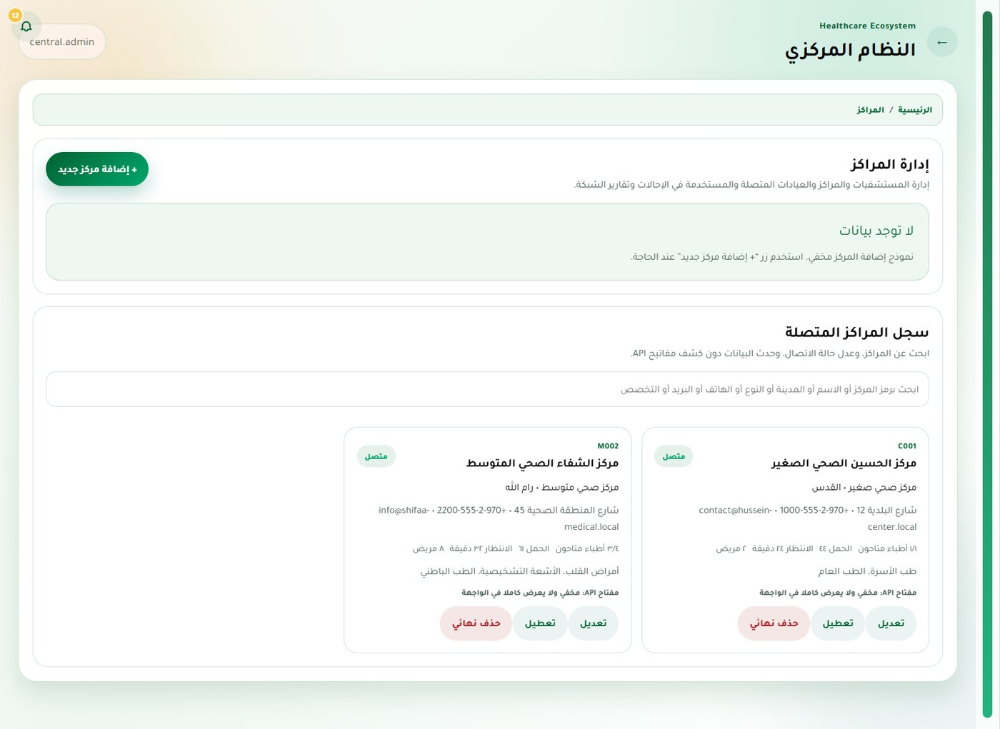 Healthcare Ecosystem
←
النظام المركزي
12
central.admin
الرئيسية / المراكز
إدارة المراكز
إدارة المستشفيات والمراكز والعيادات المتصلة والمستخدمة في الإحالات وتقارير الشبكة.
+ إضافة مركز جديد
لا توجد بيانات
نموذج إضافة المركز مخفي. استخدم زر "+ إضافة مركز جديد" عند الحاجة.
سجل المراكز المتصلة
ابحث عن المراكز، وعدل حالة الاتصال، وحدث البيانات دون كشف مفاتيح API.
ابحث برمز المركز أو الاسم أو المدينة أو النوع أو الهاتف أو البريد أو التخصص
C001
مركز الحسين الصحي الصغير
متصل
مركز صحي صغير • القدس
شارع البلدية 12 • +970-2-555-1000 • contact@hussein-
center.local
١/١ أطباء متاحون الحمل ٤٤ الانتظار ٢٤ دقيقة ٢ مريض
طب الأسرة، الطب العام
مفتاح API: مخفي ولا يعرض كاملا في الواجهة
تعديل
تعطيل
حذف نهائي
M002
مركز الشفاء الصحي المتوسط
متصل
مركز صحي متوسط • رام الله
شارع المنطقة الصحية 45 • +970-2-555-2200 • info@shifaa-
medical.local
٣/٤ أطباء متاحون الحمل ٦١ الانتظار ٣٢ دقيقة ٨ مريض
أمراض القلب، الأشعة التشخيصية، الطب الباطني
مفتاح API: مخفي ولا يعرض كاملا في الواجهة
تعديل
تعطيل
حذف نهائي